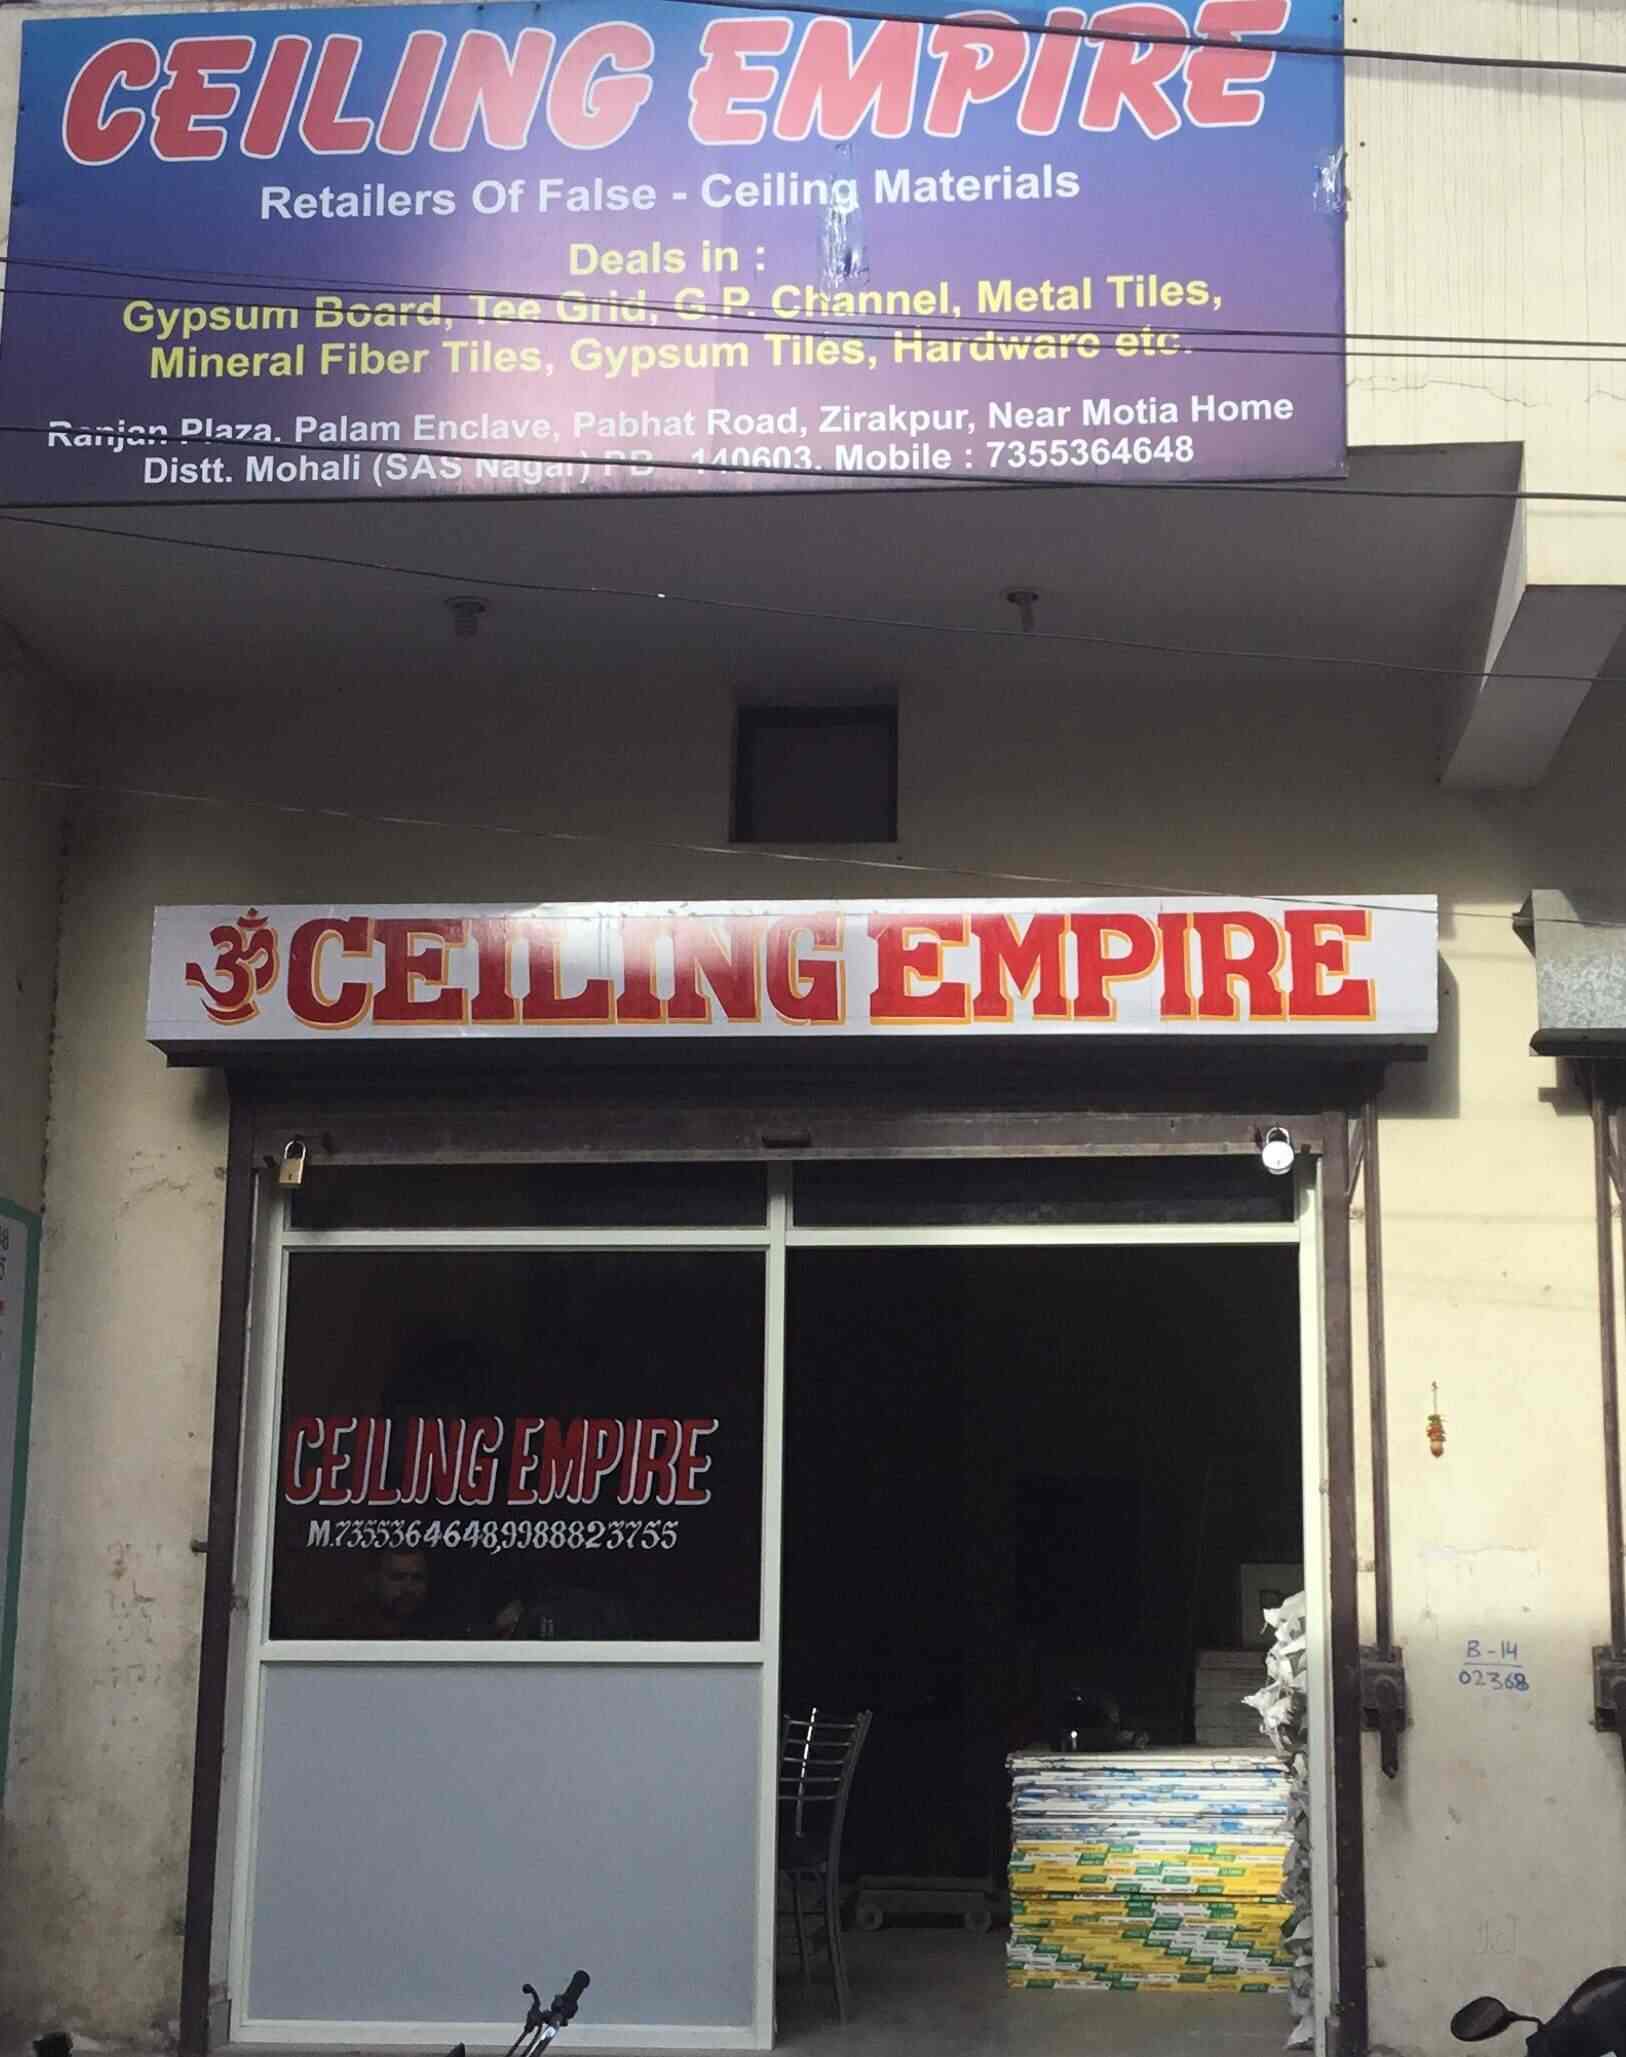 CEILING EMPIRE
Retailers Of False - Ceiling Materials
Deals in :
Gypsum Board, Tee Grid, G.P. Channel, Metal Tiles,
Mineral Fiber Tiles, Gypsum Tiles, Hardware etc.
Ranjan Plaza, Palam Enclave, Pabhat Road, Zirakpur, Near Motia Home
Distt. Mohali (SAS Nagar) PB - 140603. Mobile : 7355364648
ॐ CEILING EMPIRE
CEILING EMPIRE
M.7355364648,9988823755
B-14
02368